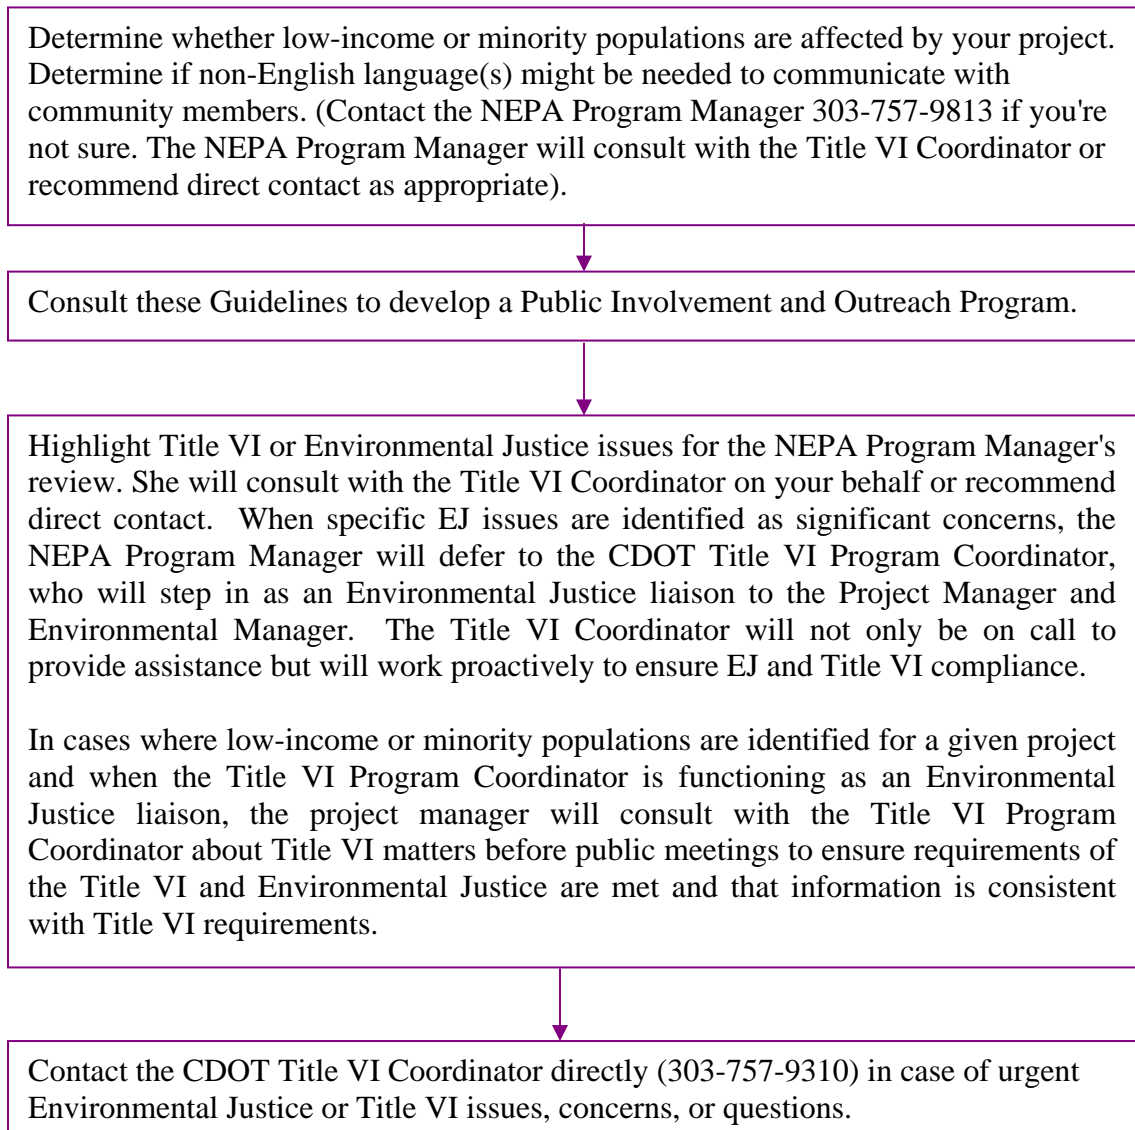 Determine whether low-income or minority populations are affected by your project.
Determine if non-English language(s) might be needed to communicate with
community members. (Contact the NEPA Program Manager 303-757-9813 if you're
not sure. The NEPA Program Manager will consult with the Title VI Coordinator or
recommend direct contact as appropriate).
Consult these Guidelines to develop a Public Involvement and Outreach Program.
Highlight Title VI or Environmental Justice issues for the NEPA Program Manager's
review. She will consult with the Title VI Coordinator on your behalf or recommend
direct contact. When specific EJ issues are identified as significant concerns, the
NEPA Program Manager will defer to the CDOT Title VI Program Coordinator,
who will step in as an Environmental Justice liaison to the Project Manager and
Environmental Manager. The Title VI Coordinator will not only be on call to
provide assistance but will work proactively to ensure EJ and Title VI compliance.
In cases where low-income or minority populations are identified for a given project
and when the Title VI Program Coordinator is functioning as an Environmental
Justice liaison, the project manager will consult with the Title VI Program
Coordinator about Title VI matters before public meetings to ensure requirements of
the Title VI and Environmental Justice are met and that information is consistent
with Title VI requirements.
Contact the CDOT Title VI Coordinator directly (303-757-9310) in case of urgent
Environmental Justice or Title VI issues, concerns, or questions.